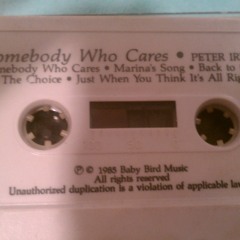 omebody Who Cares • PETER IR
mebody Who Cares • Marina's Song • Back to
The Choice • Just When You Think It's All Rig
℗ © 1985 Baby Bird Music
All rights reserved
Unauthorized duplication is a violation of applicable law